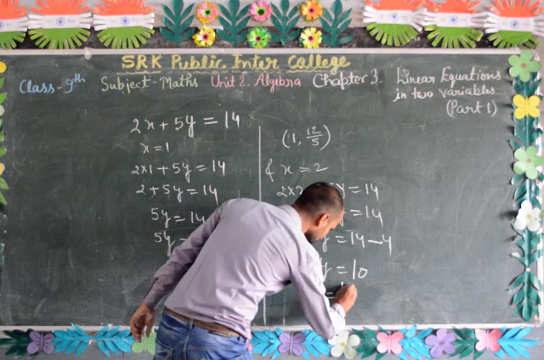 SRK Public Inter College
Class-9th Subject-Maths Unit 2. Algebra Chapter 3. Linear Equations
in two variables
(Part 1)
2x + 5y = 14
x = 1
2x1 + 5y = 14
2 + 5y = 14
5y = 14
5y
(1, 12/5)
& x = 2
2x2 = 14
= 14
y = 14 - 4
y = 10
=